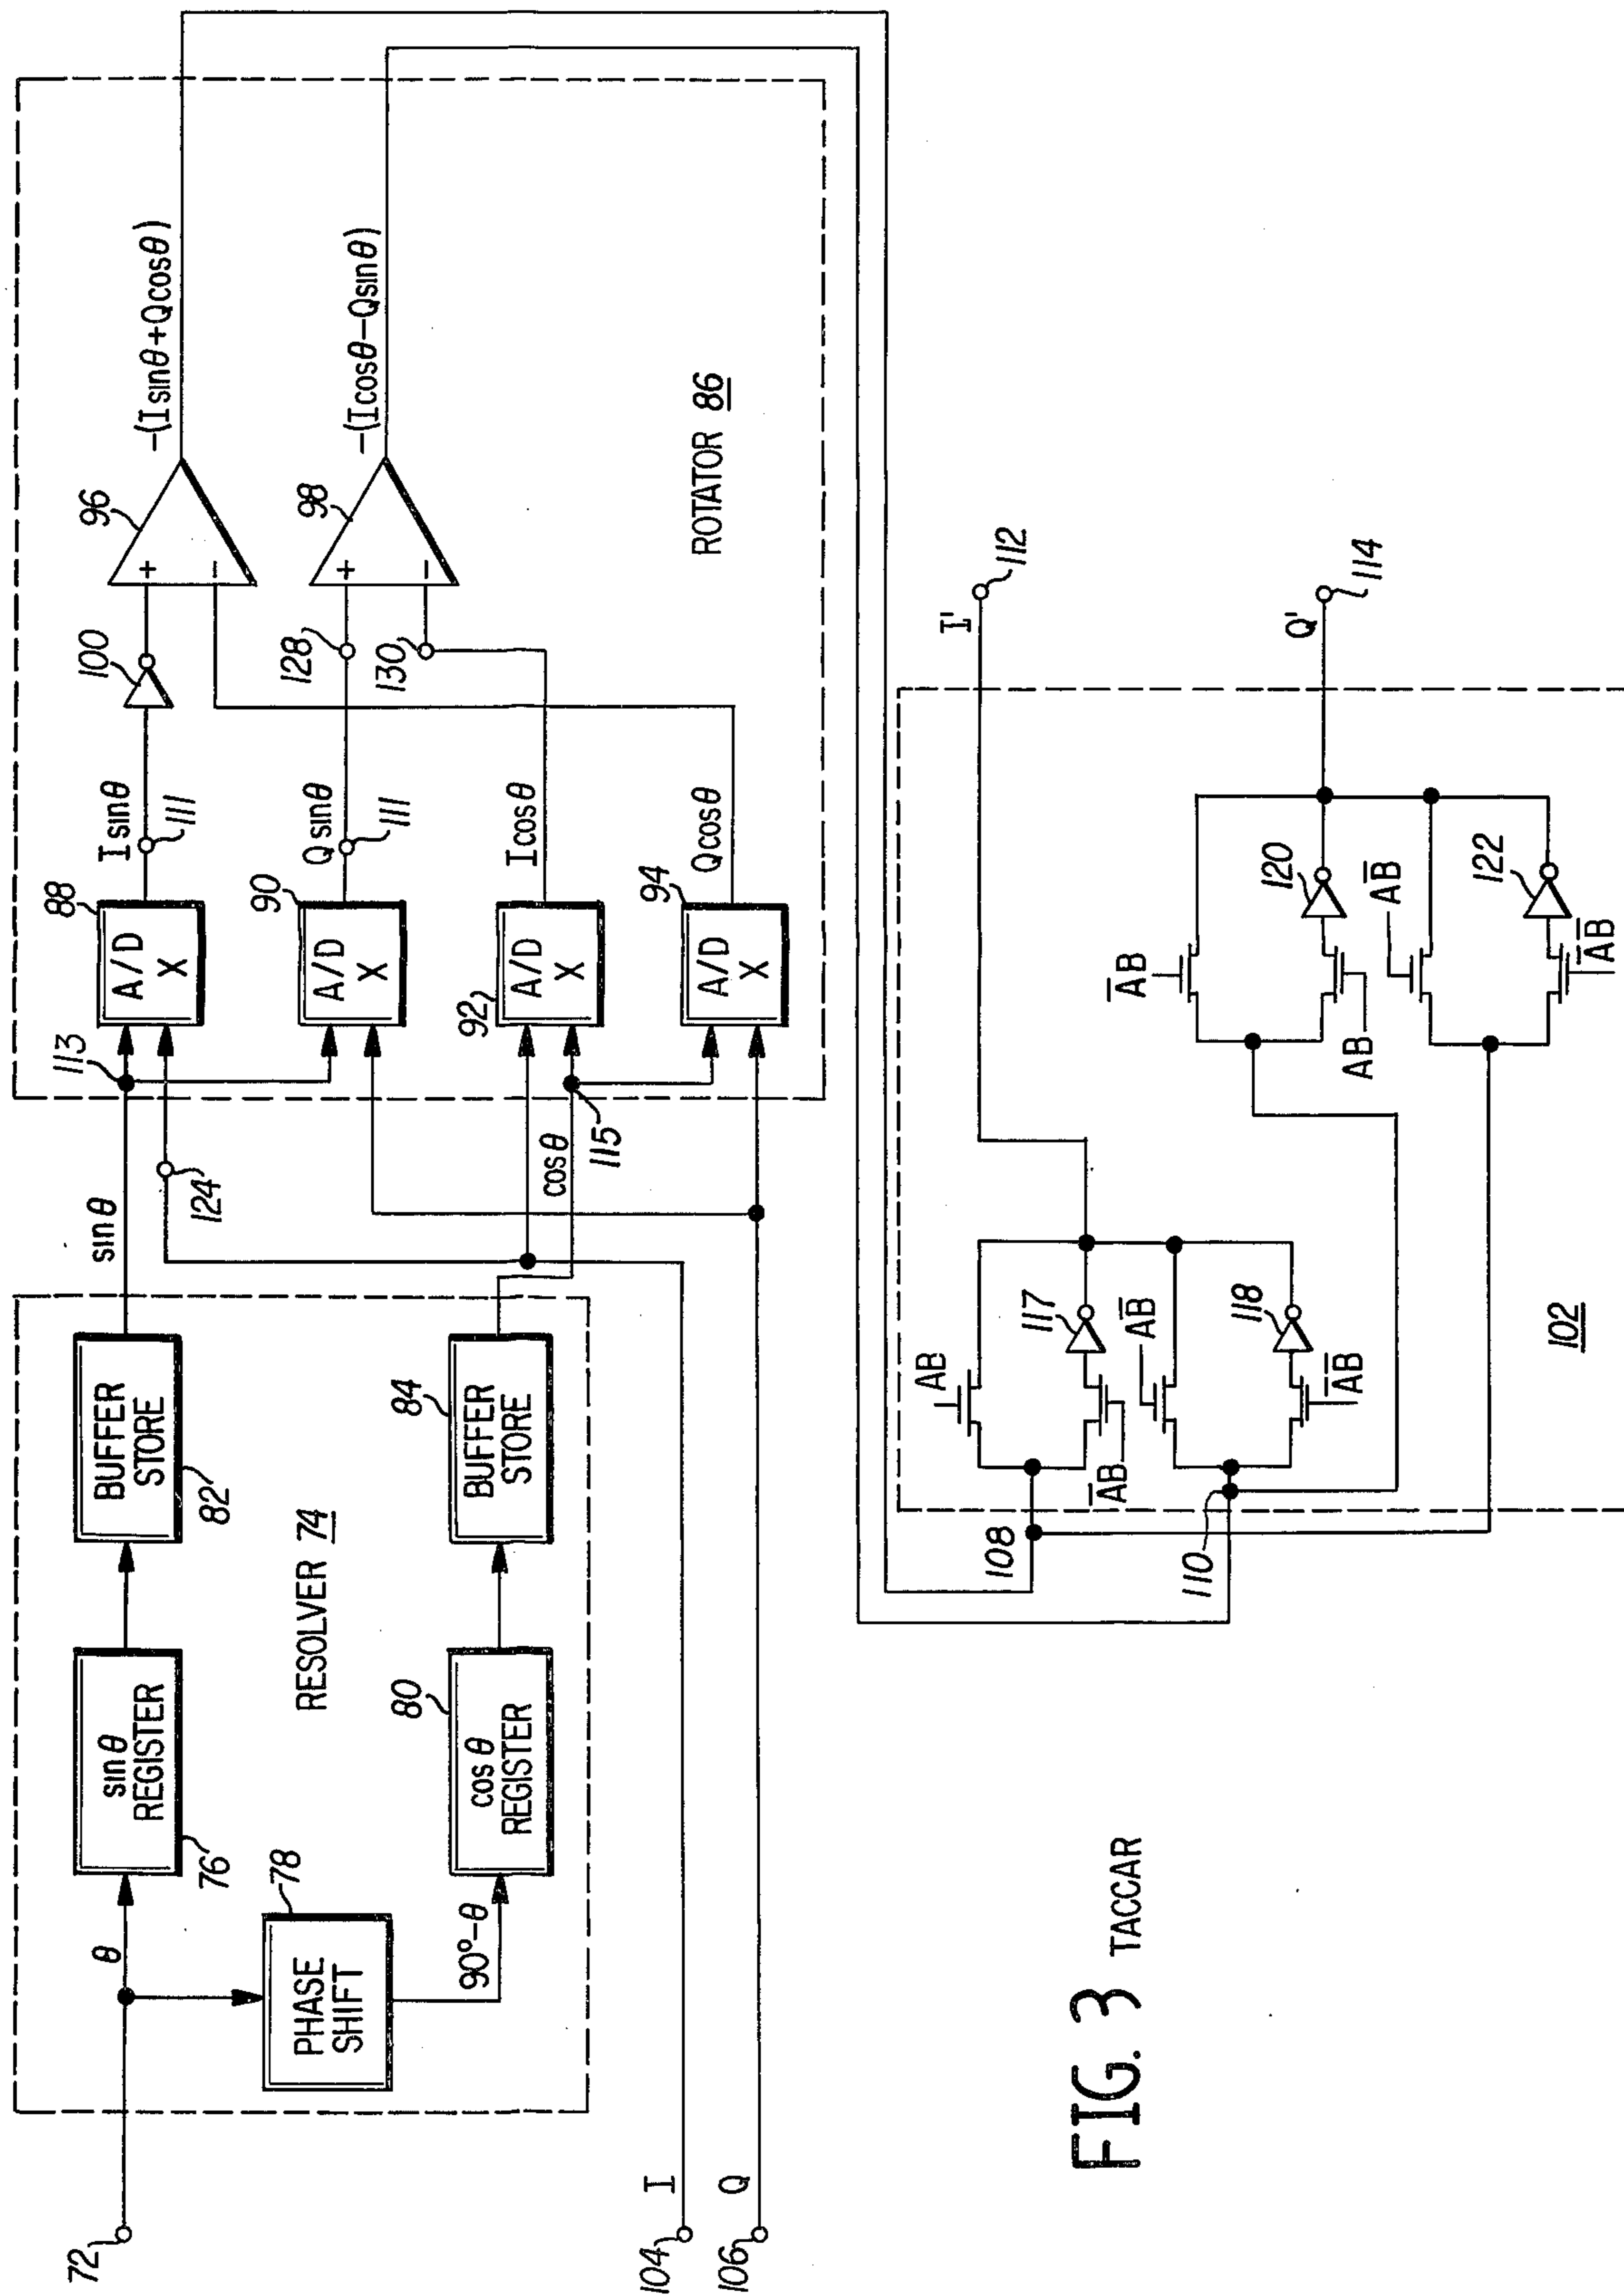 72
θ
sinθ
REGISTER
76
BUFFER
STORE
82
sinθ
PHASE
SHIFT
78
90°-θ
RESOLVER 74
cosθ
REGISTER
80
BUFFER
STORE
84
cosθ
104
I
106
Q
124
113
115
A/D
X
88
A/D
X
90
A/D
X
92
A/D
X
94
Isinθ
111
Qsinθ
111
Icosθ
Qcosθ
100
128
130
+
-
96
+
-
98
-(Isinθ+Qcosθ)
-(Icosθ-Qsinθ)
ROTATOR 86
108
110
AB
A̅B
117
AB̅
A̅B̅
118
I'
112
A̅B
AB
120
AB̅
A̅B̅
122
Q'
114
102
FIG. 3 TACCAR